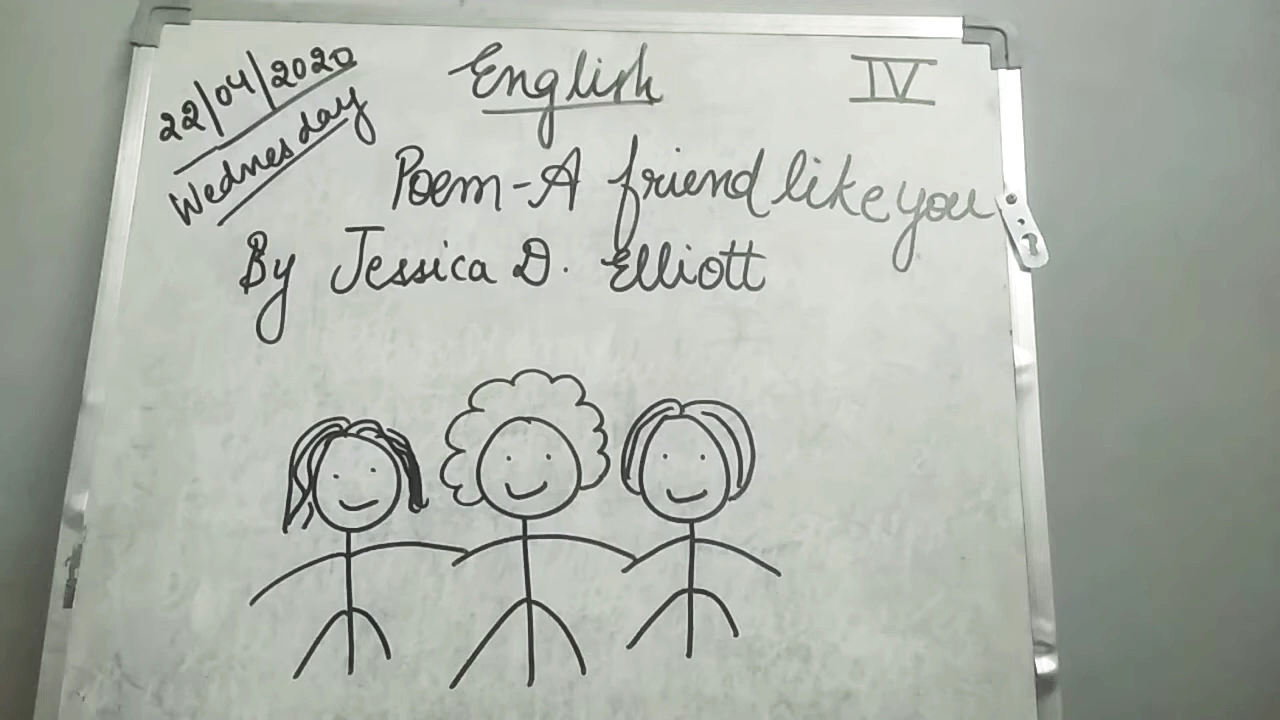 22/04/2020
Wednesday
English
IV
Poem-A friend like you
By Jessica D. Elliott